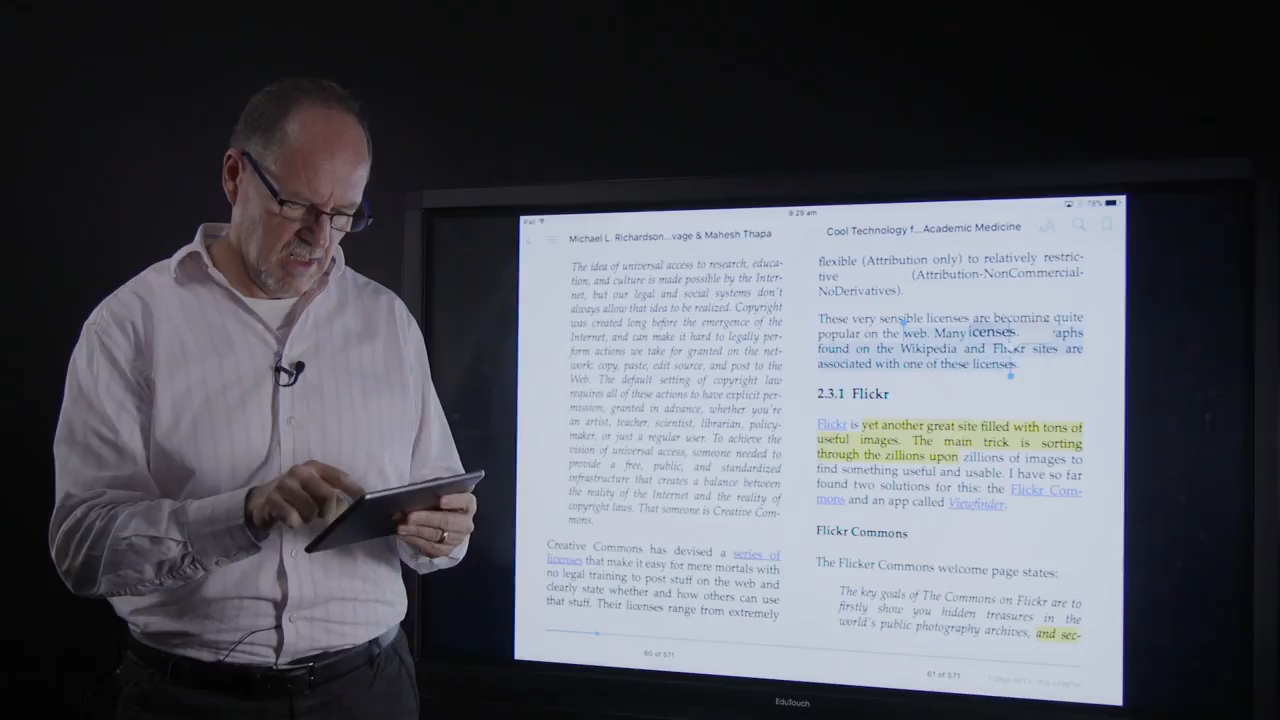 iPad
9:29 am
78%
Michael L. Richardson...vage & Mahesh Thapa
Cool Technology f...Academic Medicine
AA
The idea of universal access to research, educa-
tion, and culture is made possible by the Inter-
net, but our legal and social systems don't
always allow that idea to be realized. Copyright
was created long before the emergence of the
Internet, and can make it hard to legally per-
form actions we take for granted on the net-
work: copy, paste, edit source, and post to the
Web. The default setting of copyright law
requires all of these actions to have explicit per-
mission, granted in advance, whether you're
an artist, teacher, scientist, librarian, policy-
maker, or just a regular user. To achieve the
vision of universal access, someone needed to
provide a free, public, and standardized
infrastructure that creates a balance between
the reality of the Internet and the reality of
copyright laws. That someone is Creative Com-
mons.
Creative Commons has devised a series of
licenses that make it easy for mere mortals with
no legal training to post stuff on the web and
clearly state whether and how others can use
that stuff. Their licenses range from extremely
60 of 571
flexible (Attribution only) to relatively restric-
tive (Attribution-NonCommercial-
NoDerivatives).
These very sensible licenses are becoming quite
popular on the web. Many icenses. aphs
found on the Wikipedia and Flickr sites are
associated with one of these licenses.
2.3.1 Flickr
Flickr is yet another great site filled with tons of
useful images. The main trick is sorting
through the zillions upon zillions of images to
find something useful and usable. I have so far
found two solutions for this: the Flickr Com-
mons and an app called Viewfinder.
Flickr Commons
The Flicker Commons welcome page states:
The key goals of The Commons on Flickr are to
firstly show you hidden treasures in the
world's public photography archives, and sec-
61 of 571
1 page left in this chapter
EduTouch